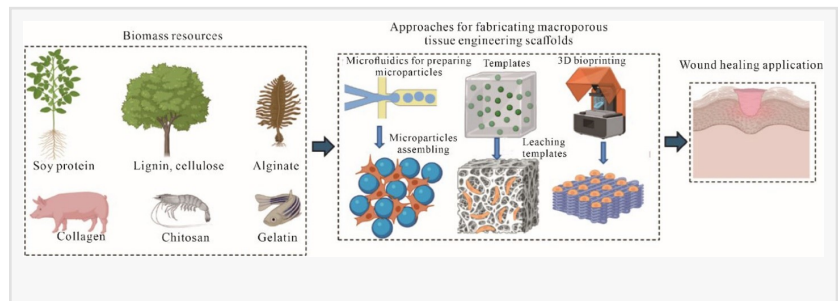 Biomass resources
Soy protein
Lignin, cellulose
Alginate
Collagen
Chitosan
Gelatin
Approaches for fabricating macroporous
tissue engineering scaffolds
Microfluidics for preparing
microparticles
Templates
3D bioprinting
Microparticles
assembling
Leaching
templates
Wound healing application